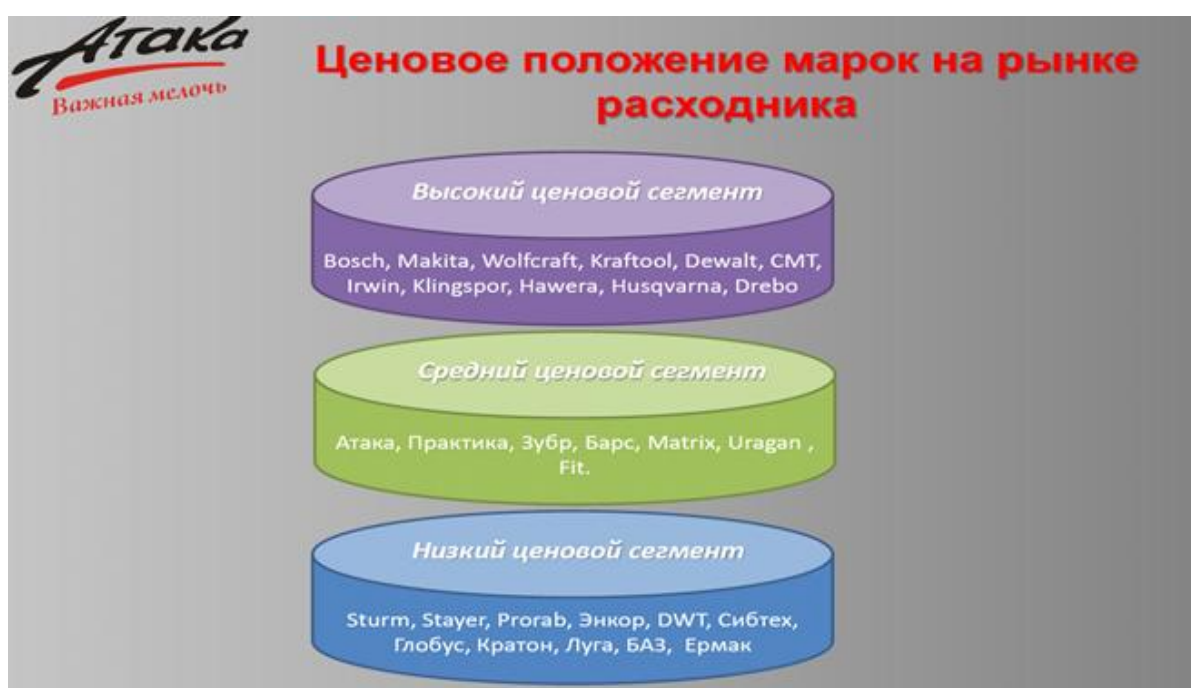 Атака
Важная мелочь
Ценовое положение марок на рынке
расходника
Высокий ценовой сегмент
Bosch, Makita, Wolfcraft, Kraftool, Dewalt, CMT,
Irwin, Klingspor, Hawera, Husqvarna, Drebo
Средний ценовой сегмент
Атака, Практика, Зубр, Барс, Matrix, Uragan ,
Fit.
Низкий ценовой сегмент
Sturm, Stayer, Prorab, Энкор, DWT, Сибтех,
Глобус, Кратон, Луга, БАЗ, Ермак